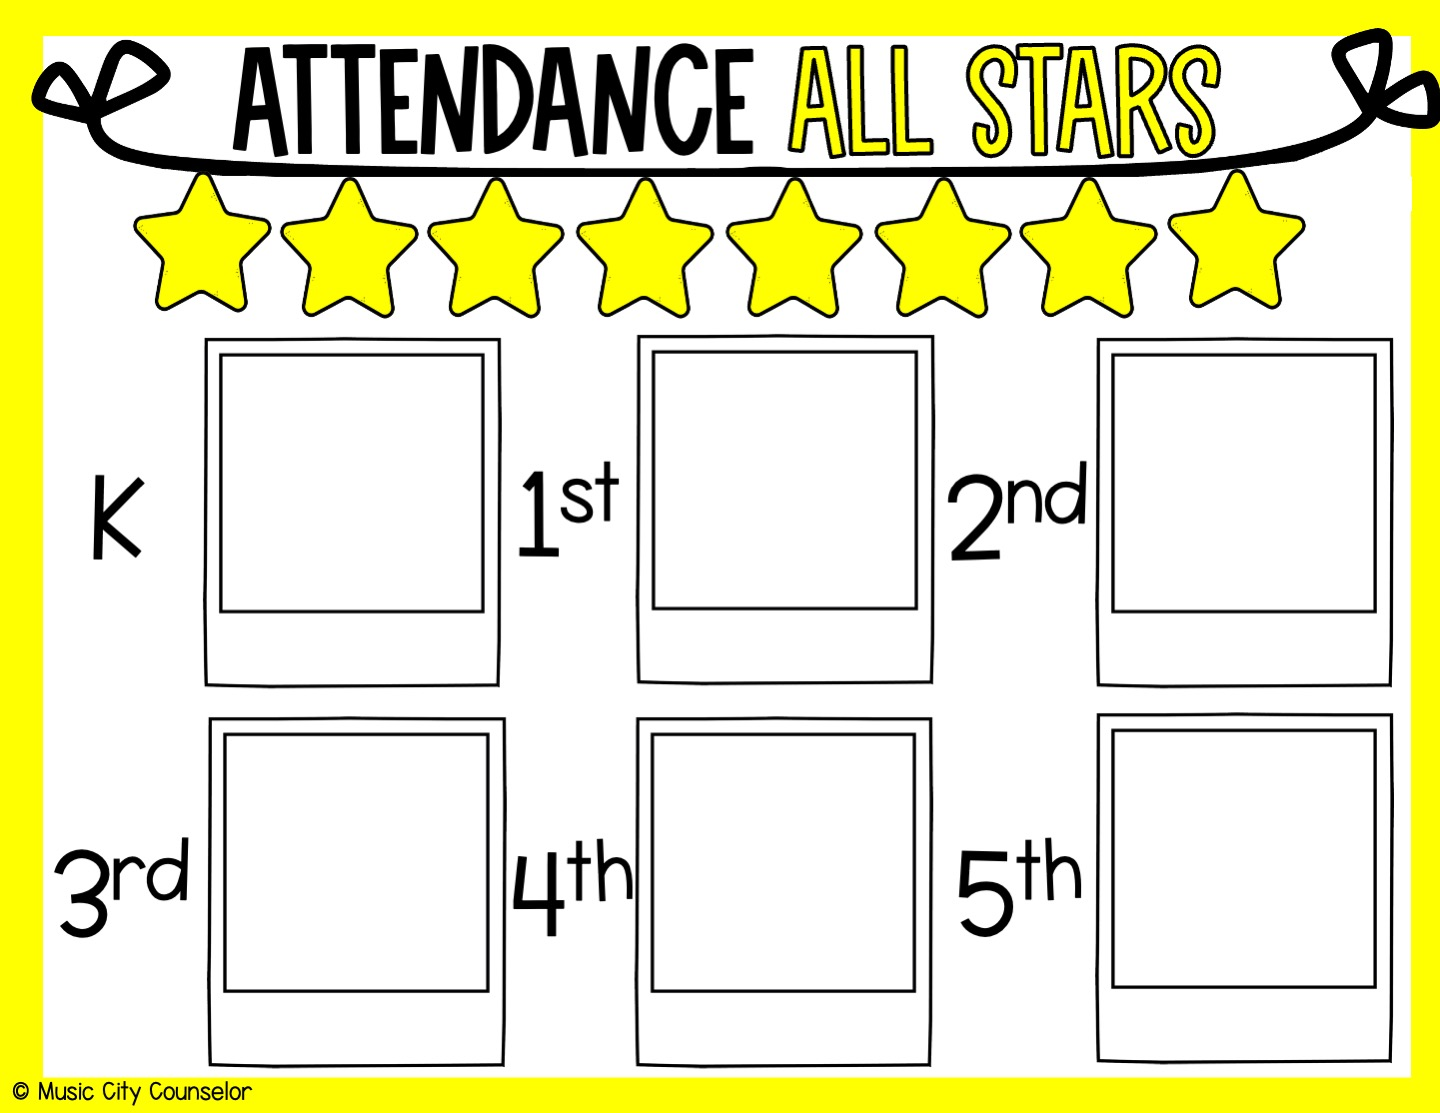 ATTENDANCE ALL STARS
K 1st 2nd
3rd 4th 5th
© Music City Counselor